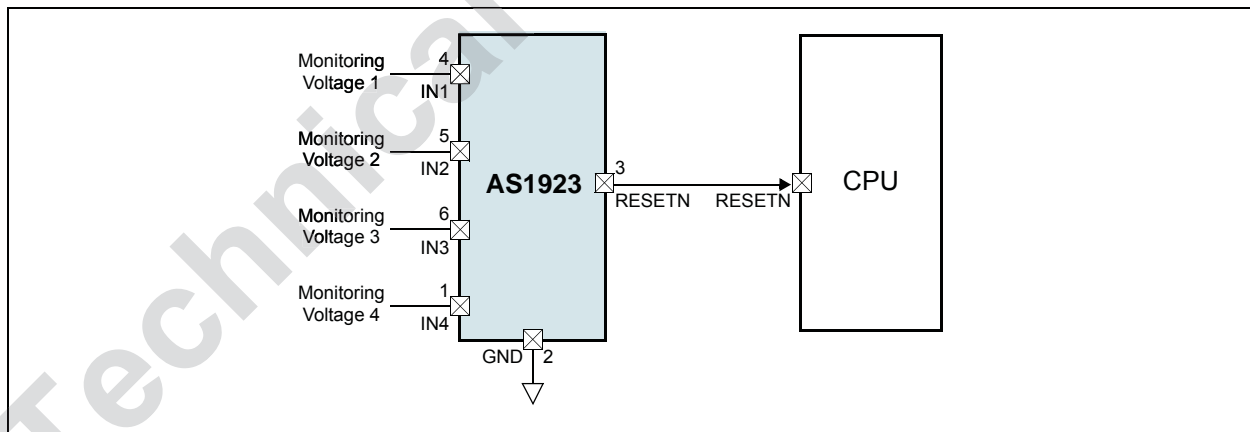 Monitoring
Voltage 1
4
IN1
Monitoring
Voltage 2
5
IN2
Monitoring
Voltage 3
6
IN3
Monitoring
Voltage 4
1
IN4
AS1923
GND 2
3
RESETN
RESETN
CPU
Technical